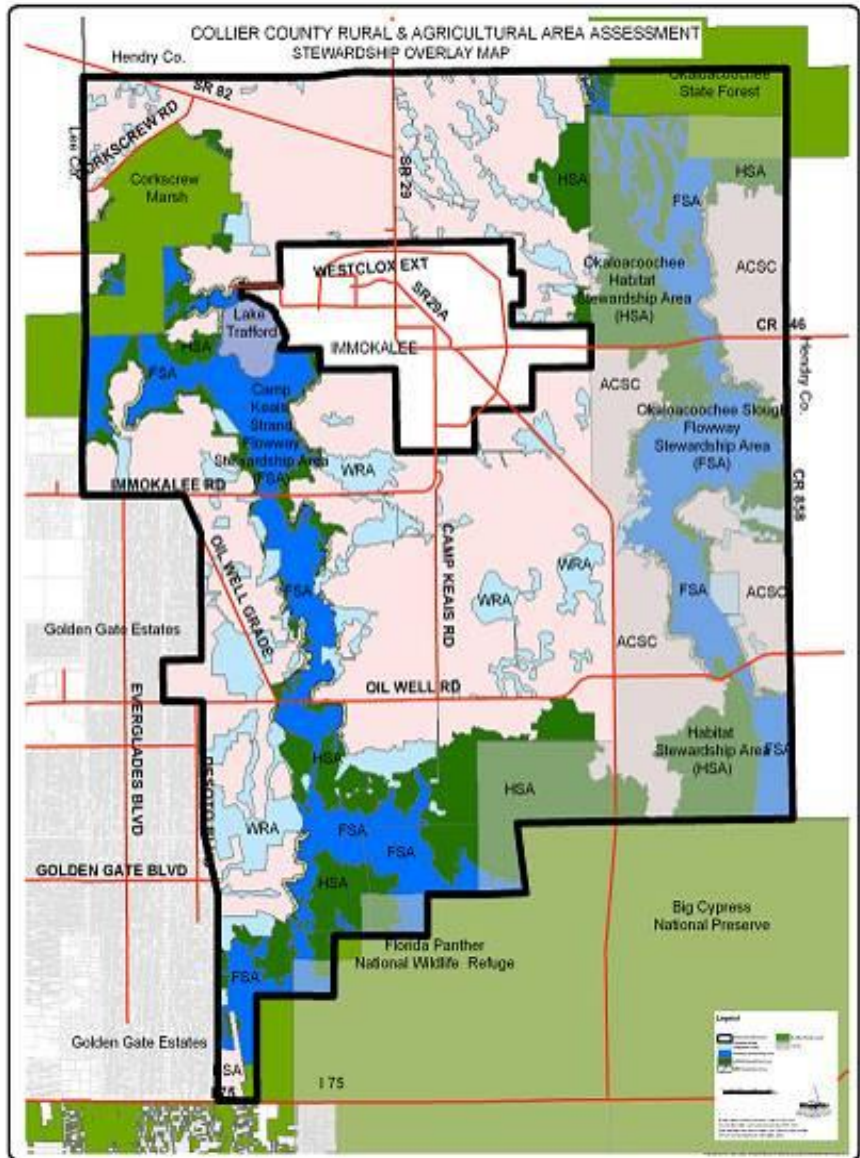 COLLIER COUNTY RURAL & AGRICULTURAL AREA ASSESSMENT
STEWARDSHIP OVERLAY MAP
Hendry Co.
SR 82
Okaloacoochee
State Forest
Lee Co.
CORKSCREW RD
SR 29
Corkscrew
Marsh
HSA
HSA
FSA
WESTCLOX EXT
SR29A
Okaloacoochee
Habitat
Stewardship Area
(HSA)
ACSC
Lake
Trafford
IMMOKALEE
CR 46
Hendry Co.
HSA
FSA
Camp
Keais
Strand
Flowway
Stewardship Area
(FSA)
ACSC
Okaloacoochee Slough
Flowway
Stewardship Area
(FSA)
WRA
IMMOKALEE RD
CR 858
OIL WELL GRADE
CAMP KEAIS RD
WRA
WRA
FSA
FSA
ACSC
Golden Gate Estates
ACSC
EVERGLADES BLVD
OIL WELL RD
HSA
Habitat
Stewardship Area
(HSA)
FSA
HSA
WRA
FSA
FSA
GOLDEN GATE BLVD
HSA
Big Cypress
National Preserve
Florida Panther
National Wildlife Refuge
FSA
Golden Gate Estates
FSA
I 75
I 75
Legend